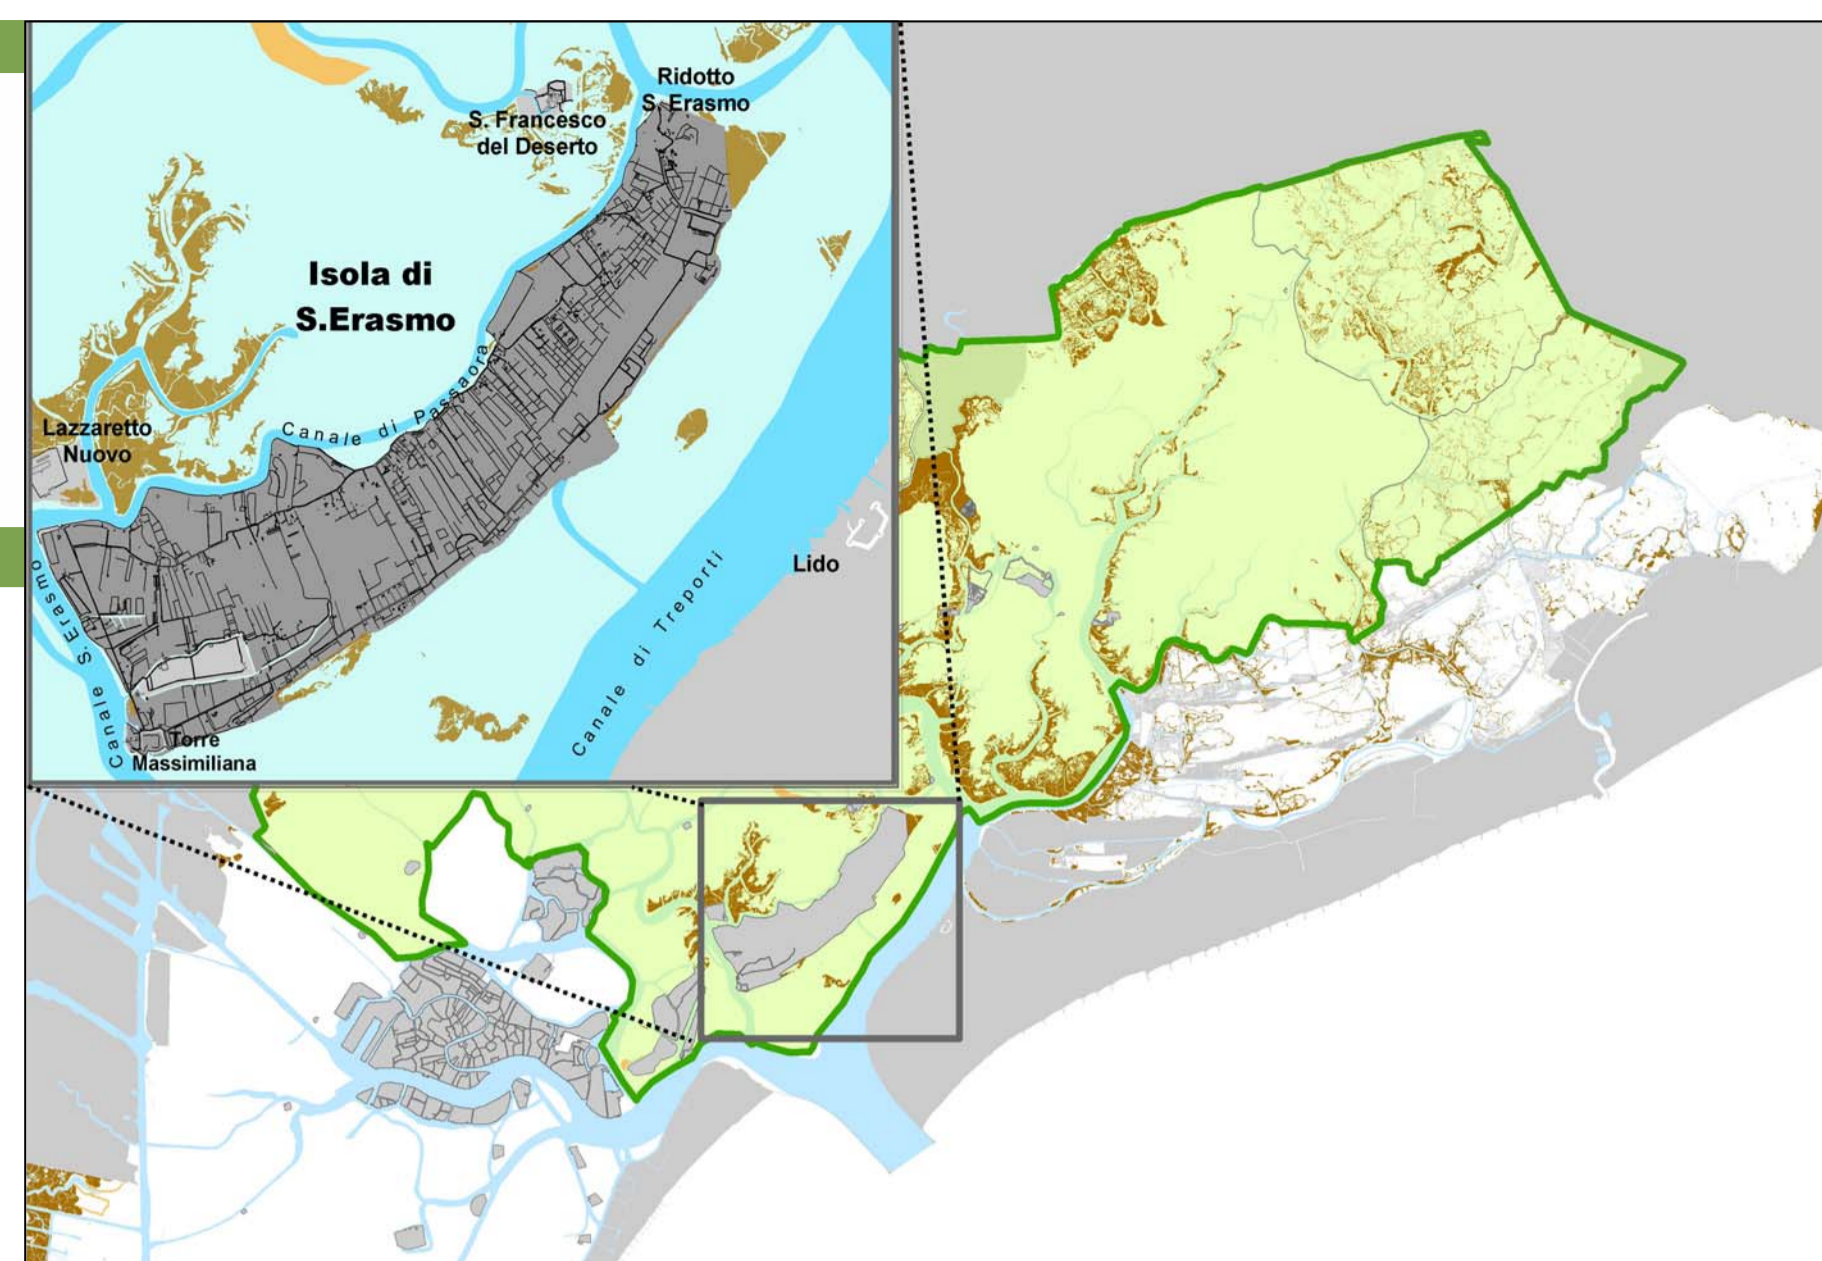 Ridotto
S. Erasmo
S. Francesco
del Deserto
Isola di
S.Erasmo
Canale di Passaora
Lazzaretto
Nuovo
Lido
Canale S. Erasmo
Canale di Treporti
Torre
Massimiliana